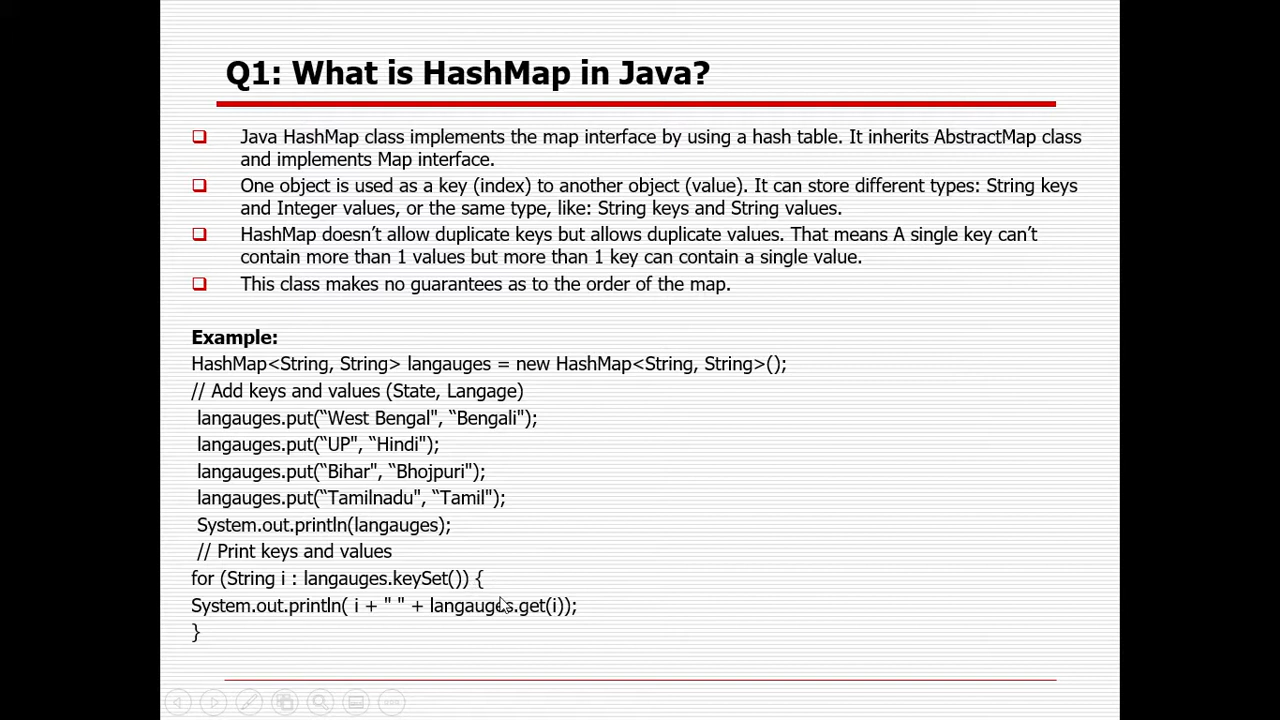 Q1: What is HashMap in Java?
Java HashMap class implements the map interface by using a hash table. It inherits AbstractMap class
and implements Map interface.
One object is used as a key (index) to another object (value). It can store different types: String keys
and Integer values, or the same type, like: String keys and String values.
HashMap doesn’t allow duplicate keys but allows duplicate values. That means A single key can’t
contain more than 1 values but more than 1 key can contain a single value.
This class makes no guarantees as to the order of the map.
Example:
HashMap<String, String> langauges = new HashMap<String, String>();
// Add keys and values (State, Langage)
langauges.put(“West Bengal", “Bengali");
langauges.put(“UP", “Hindi");
langauges.put(“Bihar", “Bhojpuri");
langauges.put(“Tamilnadu", “Tamil");
System.out.println(langauges);
// Print keys and values
for (String i : langauges.keySet()) {
System.out.println( i + " " + langauges.get(i));
}